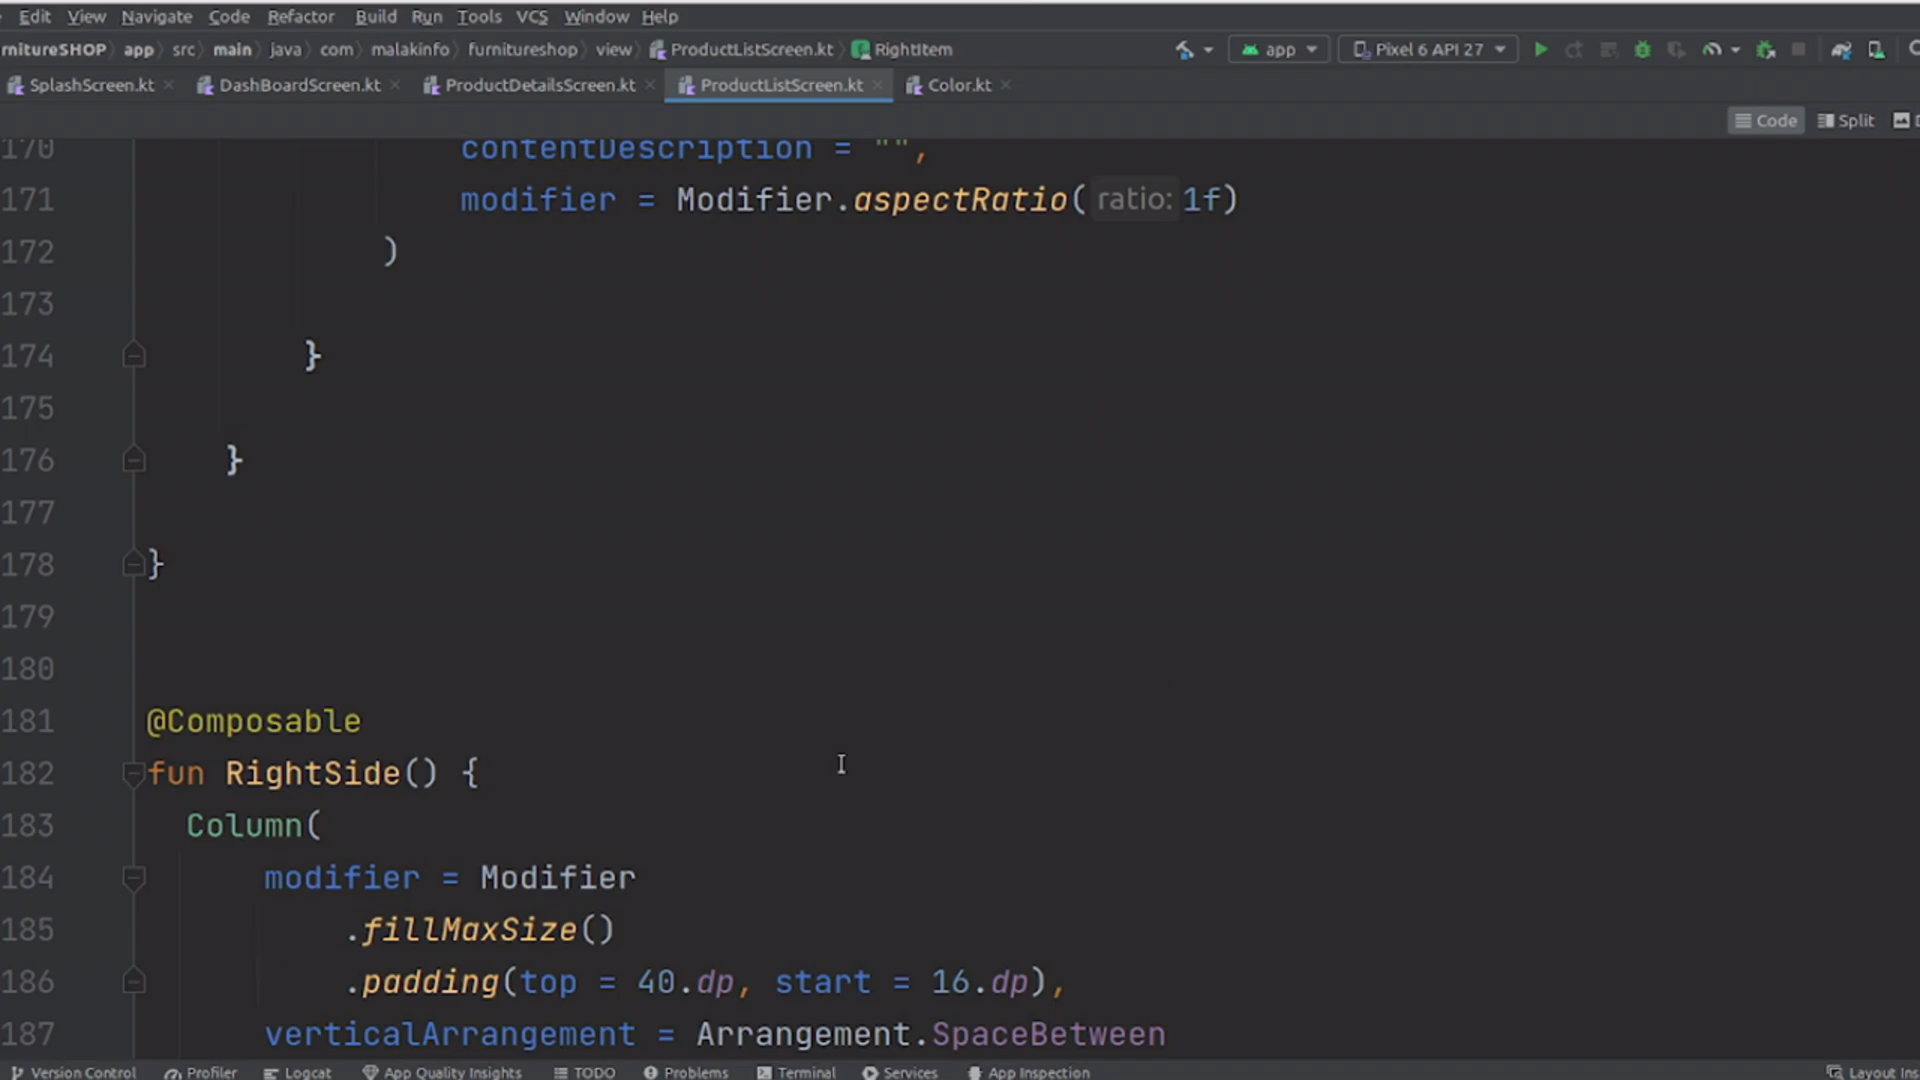 Edit View Navigate Code Refactor Build Run Tools VCS Window Help
rnitureSHOP app src main java com malakinfo furnitureshop view ProductListScreen.kt RightItem app Pixel 6 API 27
SplashScreen.kt DashBoardScreen.kt ProductDetailsScreen.kt ProductListScreen.kt Color.kt
Code Split
170 contentDescription = "",
171 modifier = Modifier.aspectRatio( ratio: 1f)
172 )
173
174 }
175
176 }
177
178 }
179
180
181 @Composable
182 fun RightSide() {
183 Column(
184 modifier = Modifier
185 .fillMaxSize()
186 .padding(top = 40.dp, start = 16.dp),
187 verticalArrangement = Arrangement.SpaceBetween
Version Control Profiler Logcat App Quality Insights TODO Problems Terminal Services App Inspection Layout Ins